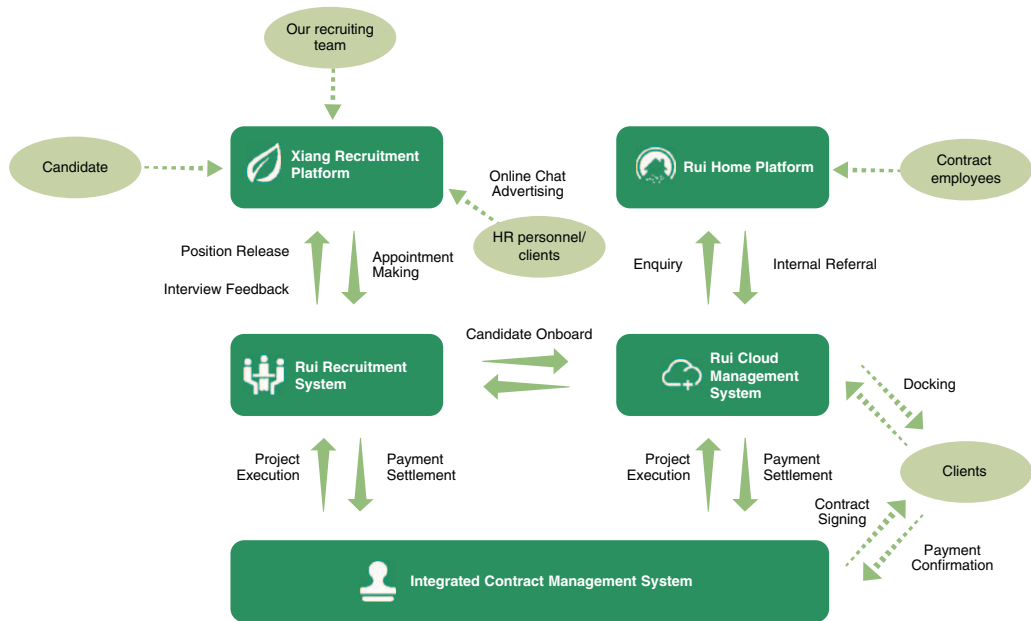 Our recruiting
team
Candidate
Xiang Recruitment
Platform
Online Chat
Advertising
Rui Home Platform
Contract
employees
HR personnel/
clients
Position Release
Interview Feedback
Appointment
Making
Enquiry
Internal Referral
Candidate Onboard
Rui Recruitment
System
Rui Cloud
Management
System
Docking
Project
Execution
Payment
Settlement
Project
Execution
Payment
Settlement
Clients
Contract
Signing
Payment
Confirmation
Integrated Contract Management System